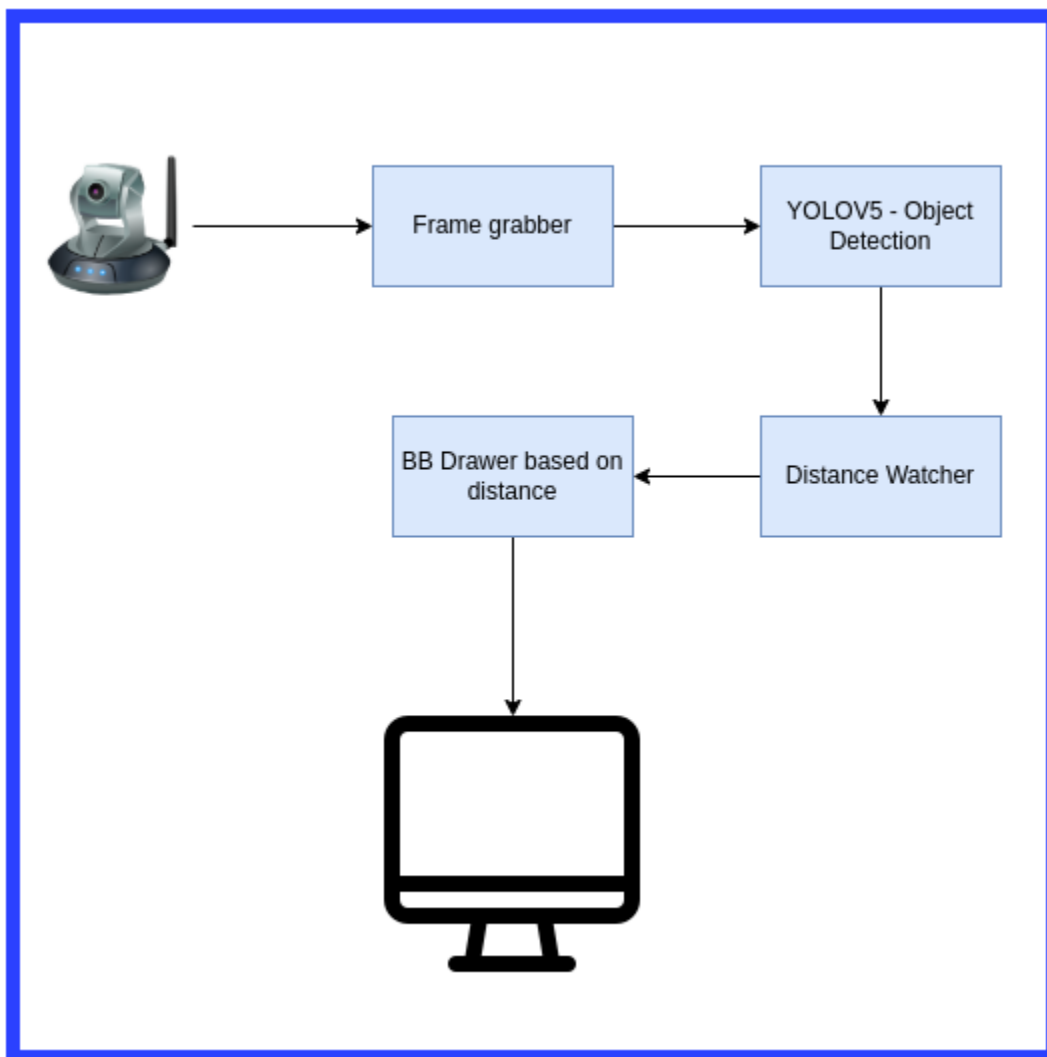 Frame grabber
YOLOV5 - Object
Detection
BB Drawer based on
distance
Distance Watcher